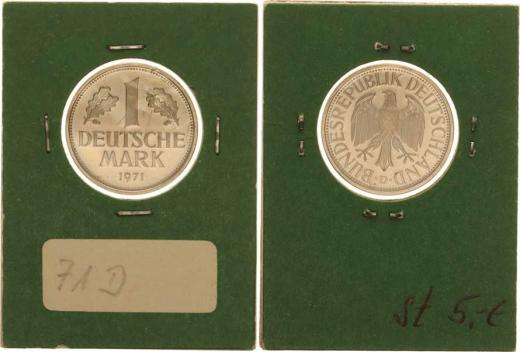 1
DEUTSCHE
MARK
1971
71 D
BUNDESREPUBLIK DEUTSCHLAND
D
st 5,-€